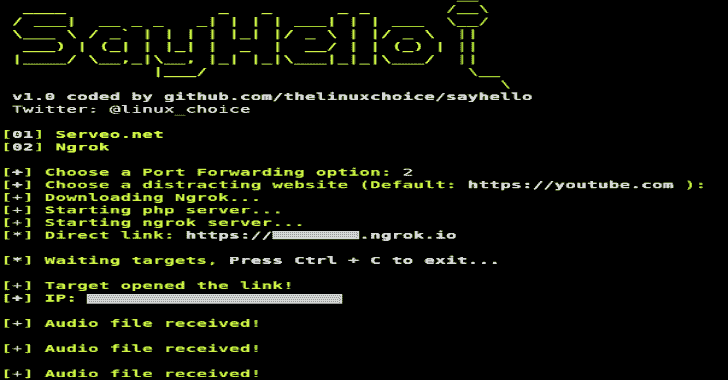 SayHello
v1.0 coded by github.com/thelinuxchoice/sayhello
Twitter: @linux_choice
[01] Serveo.net
[02] Ngrok
[+] Choose a Port Forwarding option: 2
[+] Choose a distracting website (Default: https://youtube.com ):
[+] Downloading Ngrok...
[+] Starting php server...
[+] Starting ngrok server...
[*] Direct link: https://.ngrok.io
[*] Waiting targets, Press Ctrl + C to exit...
[+] Target opened the link!
[+] IP:
[+] Audio file received!
[+] Audio file received!
[+] Audio file received!